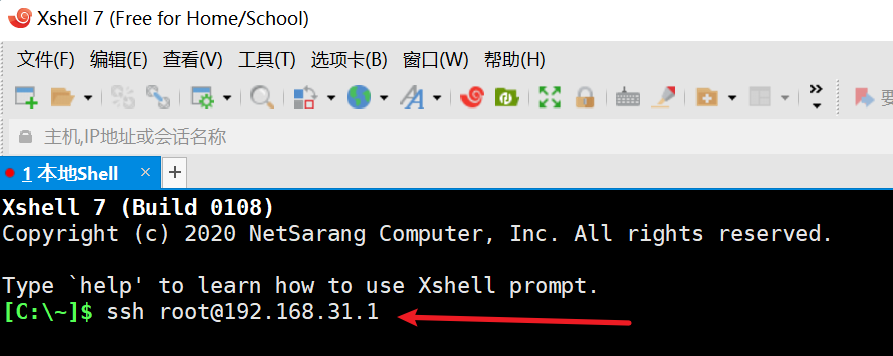 Xshell 7 (Free for Home/School)
文件(F) 编辑(E) 查看(V) 工具(T) 选项卡(B) 窗口(W) 帮助(H)
要
主机,IP地址或会话名称
1 本地Shell × +
Xshell 7 (Build 0108)
Copyright (c) 2020 NetSarang Computer, Inc. All rights reserved.
Type `help' to learn how to use Xshell prompt.
[C:\~]$ ssh root@192.168.31.1